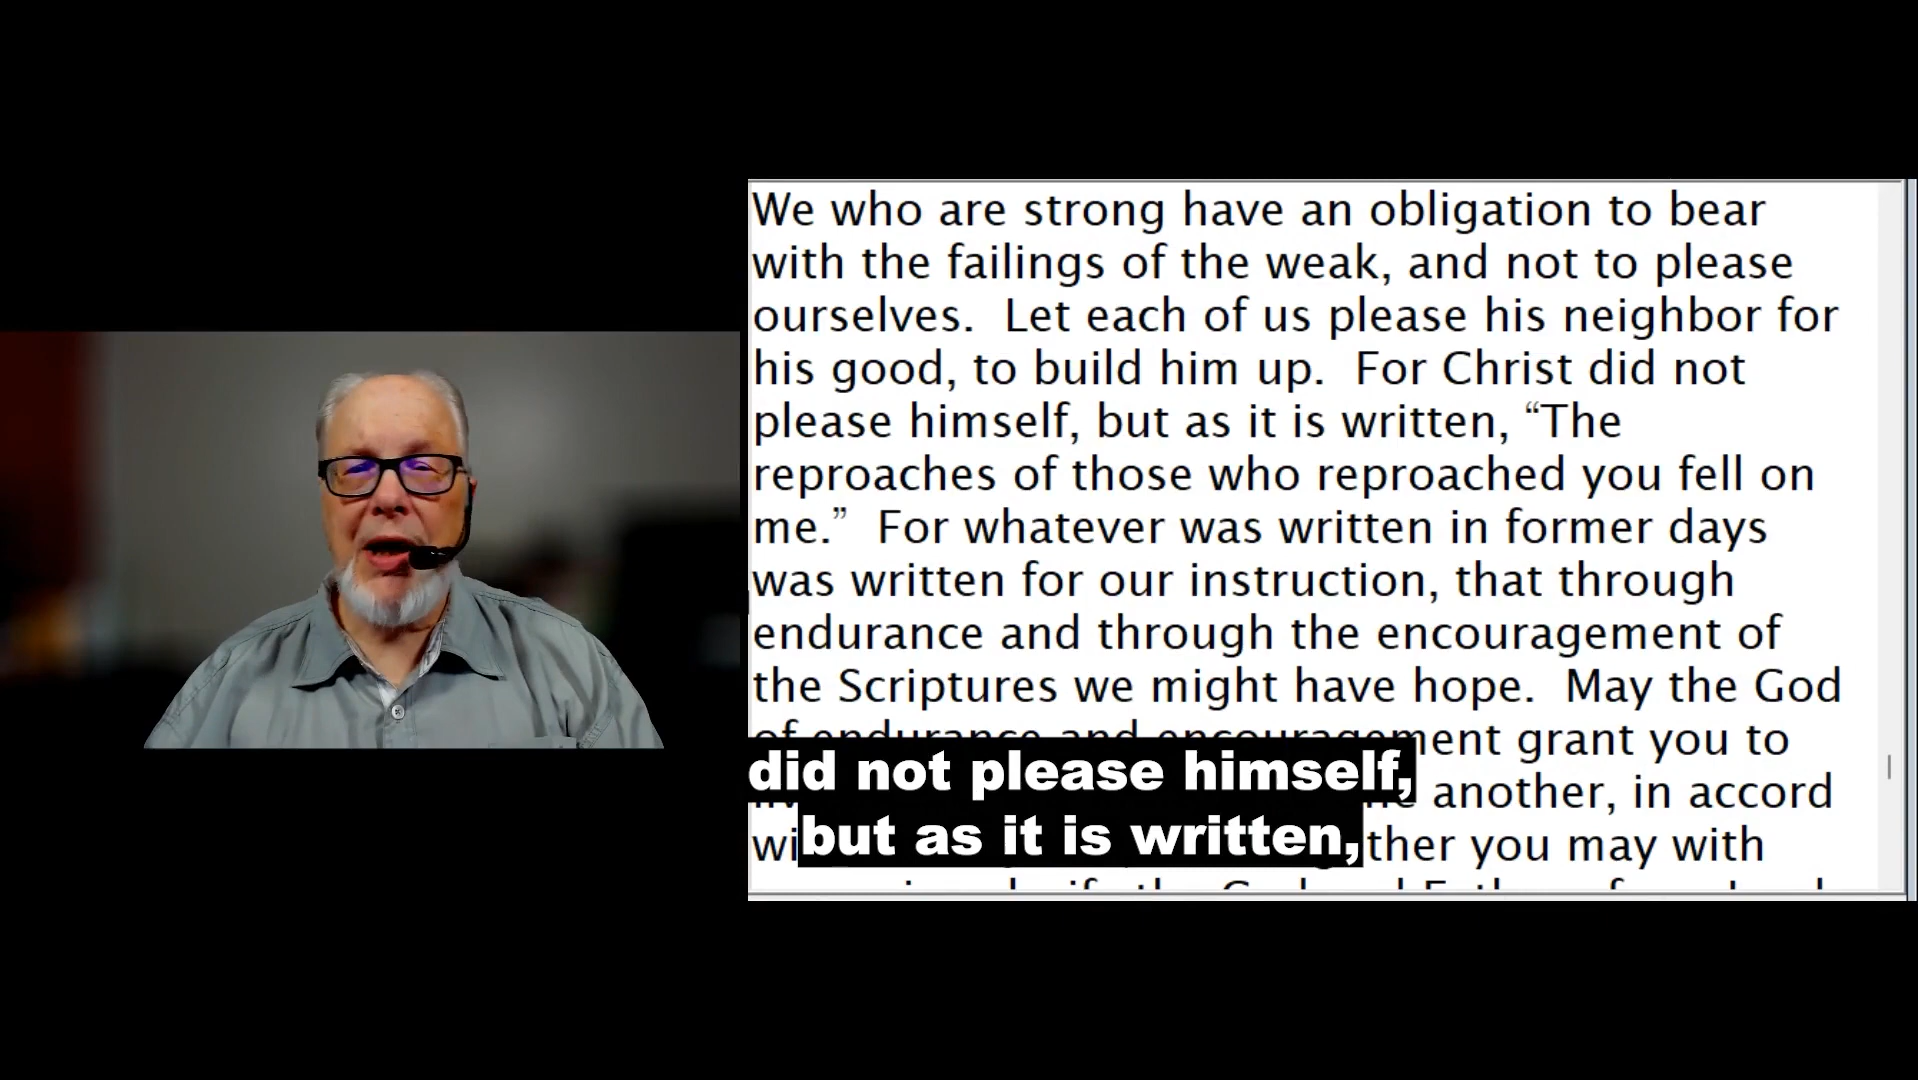 We who are strong have an obligation to bear
with the failings of the weak, and not to please
ourselves.  Let each of us please his neighbor for
his good, to build him up.  For Christ did not
please himself, but as it is written, “The
reproaches of those who reproached you fell on
me.”  For whatever was written in former days
was written for our instruction, that through
endurance and through the encouragement of
the Scriptures we might have hope.  May the God
of endurance and encouragement grant you to
another, in accord
you may with
did not please himself,
but as it is written,